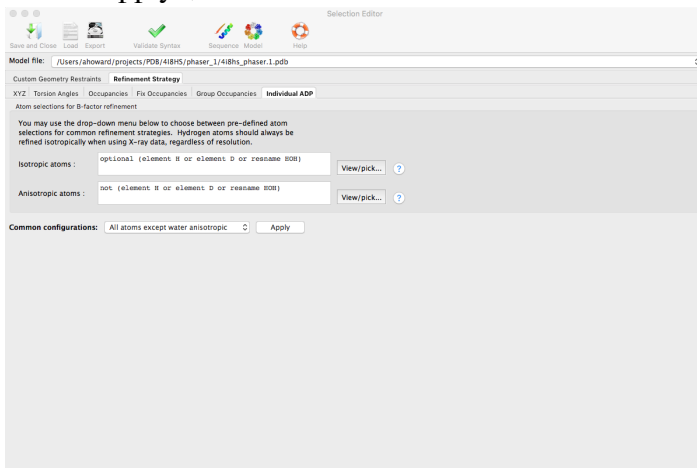 Selection Editor
Save and Close Load Export Validate Syntax Sequence Model Help
Model file: /Users/ahoward/projects/PDB/4I8H5/phaser_1/4i8hs_phaser.1.pdb
Custom Geometry Restraints Refinement Strategy
XYZ Torsion Angles Occupancies Fix Occupancies Group Occupancies Individual ADP
Atom selections for B-factor refinement
You may use the drop-down menu below to choose between pre-defined atom
selections for common refinement strategies. Hydrogen atoms should always be
refined isotropically when using X-ray data, regardless of resolution.
Isotropic atoms : optional (element H or element D or resname HOH) View/pick... ?
Anisotropic atoms : not (element H or element D or resname HOH) View/pick... ?
Common configurations: All atoms except water anisotropic Apply